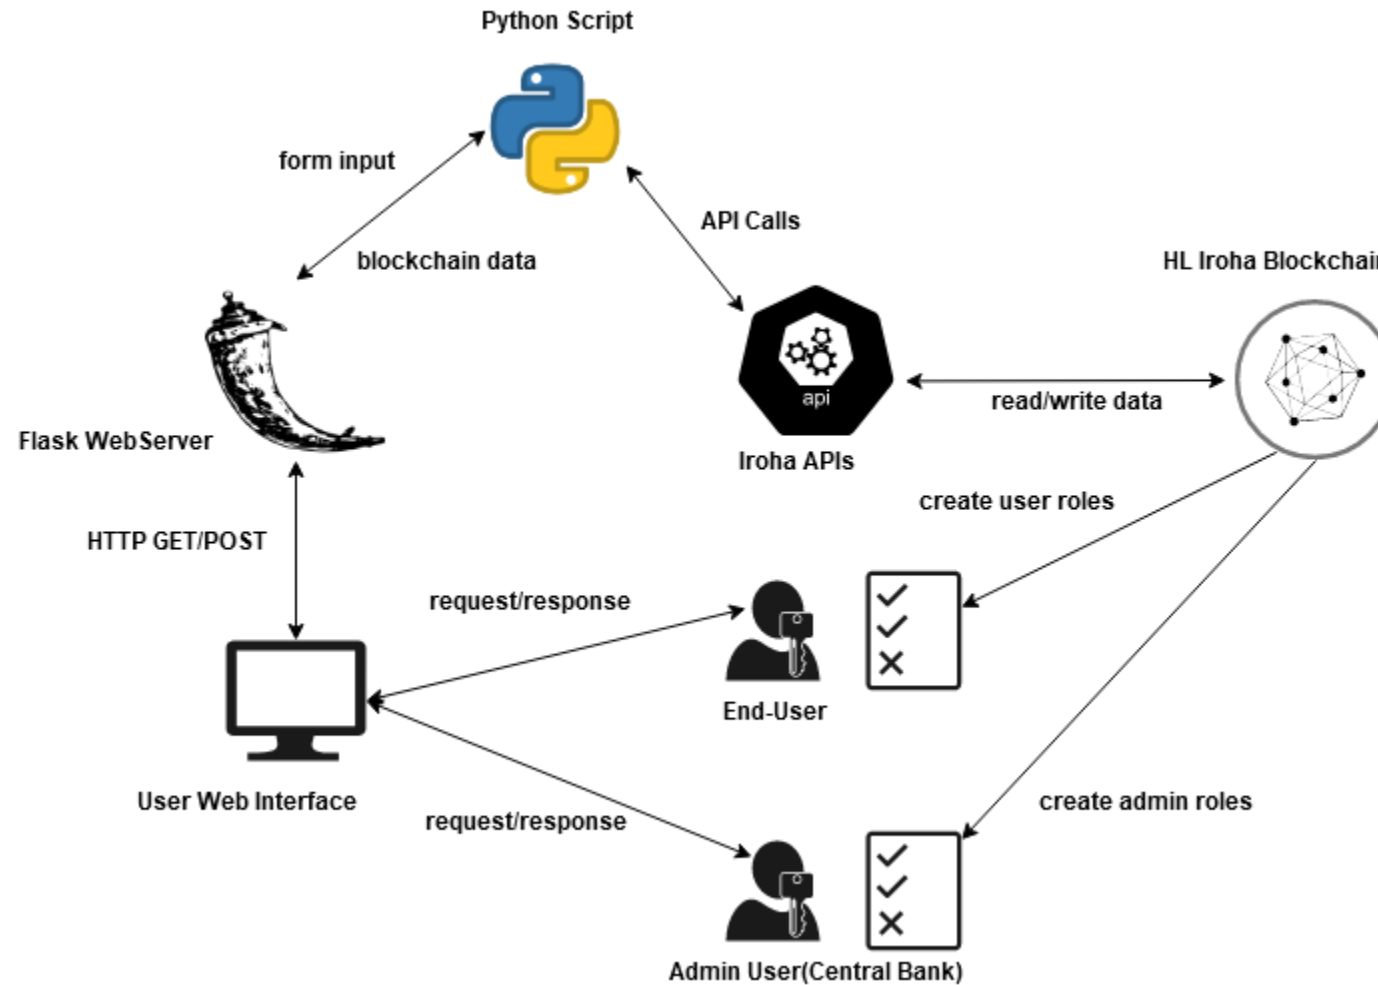 Python Script
form input
API Calls
blockchain data
HL Iroha Blockchain
api
read/write data
Flask WebServer
Iroha APIs
create user roles
HTTP GET/POST
request/response
End-User
User Web Interface
create admin roles
request/response
Admin User(Central Bank)